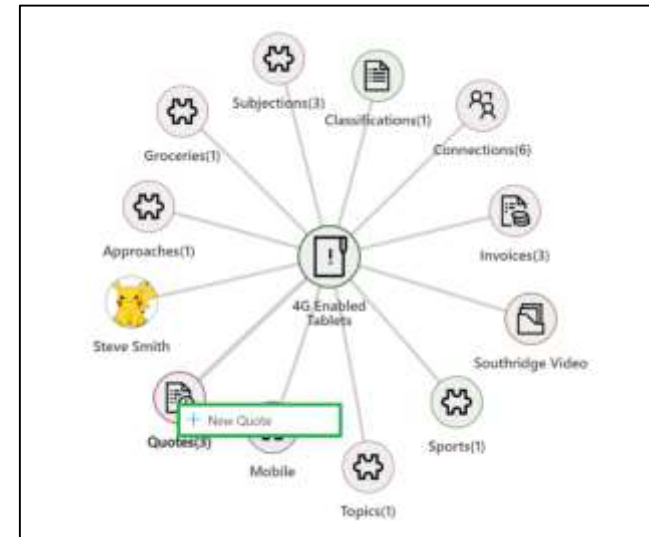 Subjections(3)
Classifications(1)
Connections(6)
Groceries(1)
Approaches(1)
Invoices(3)
4G Enabled
Tablets
Steve Smith
Southridge Video
+ New Quote
Quotes(3)
Sports(1)
Mobile
Topics(1)